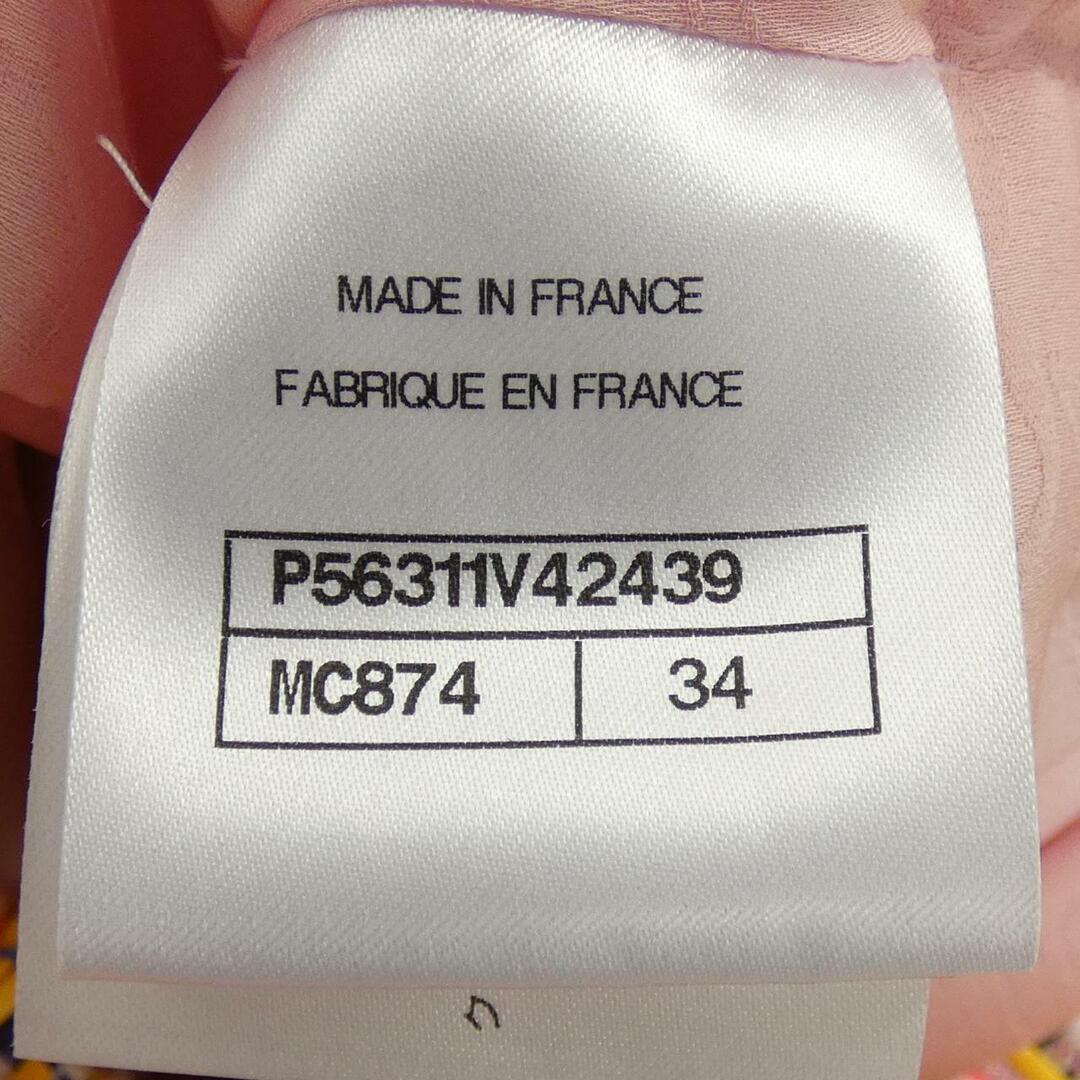 MADE IN FRANCE
FABRIQUE EN FRANCE
P56311V42439
MC874 34